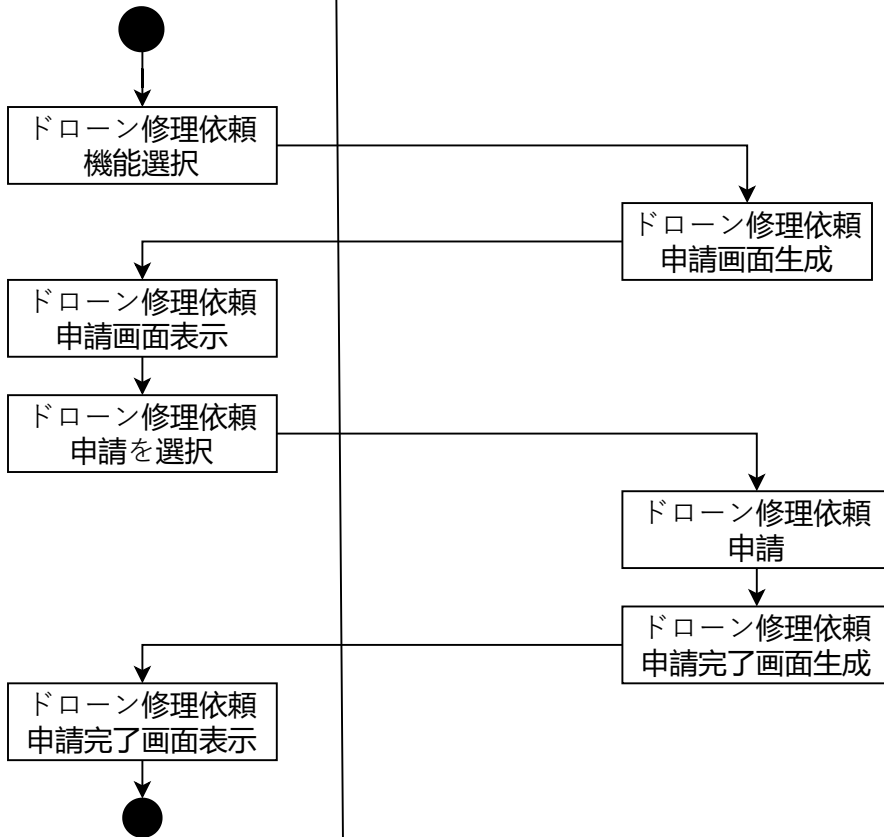 ドローン修理依頼
機能選択
ドローン修理依頼
申請画面生成
ドローン修理依頼
申請画面表示
ドローン修理依頼
申請を選択
ドローン修理依頼
申請
ドローン修理依頼
申請完了画面生成
ドローン修理依頼
申請完了画面表示